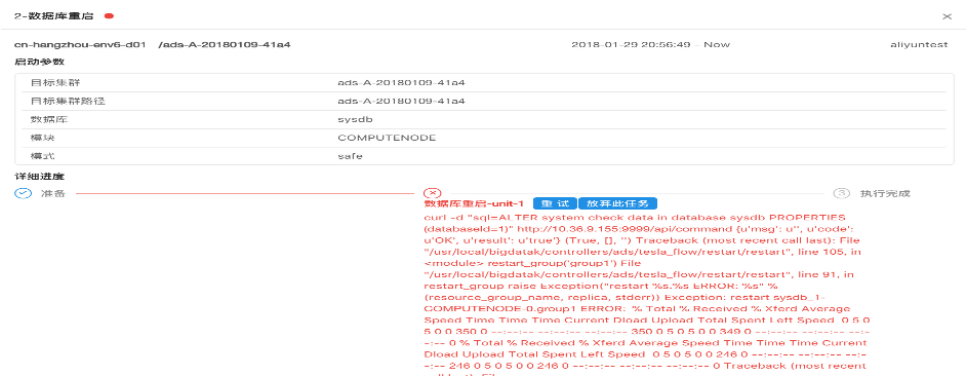 2-数据库重启
cn-hangzhou-env6-d01 /ads-A-20180109-41a4 2018-01-29 20:56:49 - Now aliyuntest
启动参数
目标集群 ads-A-20180109-41a4
目标集群路径 ads-A-20180109-41a4
数据库 sysdb
模块 COMPUTENODE
模式 safe
详细进度
准备 3 执行完成
数据库重启-unit-1 重 试 放弃此任务
curl -d "sql=ALTER system check data in database sysdb PROPERTIES
(databaseId=1)" http://10.36.9.155:9999/api/command {u'msg': u'', u'code':
u'OK', u'result': u'true'} (True, [], '') Traceback (most recent call last): File
"/usr/local/bigdatak/controllers/ads/tesla_flow/restart/restart", line 105, in
<module> restart_group('group1') File
"/usr/local/bigdatak/controllers/ads/tesla_flow/restart/restart", line 91, in
restart_group raise Exception("restart %s.%s ERROR: %s" %
(resource_group_name, replica, stderr)) Exception: restart sysdb_1-
COMPUTENODE-0.group1 ERROR: % Total % Received % Xferd Average
Speed Time Time Time Current Dload Upload Total Spent Left Speed 0 5 0
5 0 0 350 0 --:--:-- --:--:-- --:--:-- 350 0 5 0 5 0 0 349 0 --:--:-- --:--:-- --:-
-:-- 0 % Total % Received % Xferd Average Speed Time Time Time Current
Dload Upload Total Spent Left Speed 0 5 0 5 0 0 246 0 --:--:-- --:--:-- --:-
-:-- 246 0 5 0 5 0 0 246 0 --:--:-- --:--:-- --:--:-- 0 Traceback (most recent